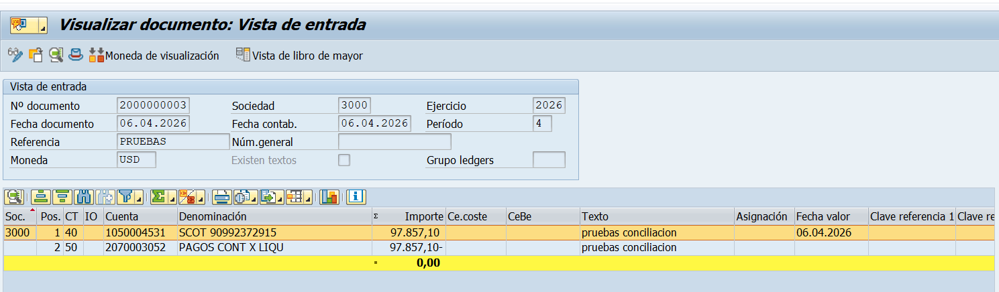 Visualizar documento: Vista de entrada
Moneda de visualización Vista de libro de mayor
Vista de entrada
Nº documento 2000000003 Sociedad 3000 Ejercicio 2026
Fecha documento 06.04.2026 Fecha contab. 06.04.2026 Período 4
Referencia PRUEBAS Núm.general
Moneda USD Existen textos Grupo ledgers
Soc. Pos. CT IO Cuenta Denominación Σ Importe Ce.coste CeBe Texto Asignación Fecha valor Clave referencia 1 Clave re
3000 1 40 1050004531 SCOT 90992372915 97.857,10 pruebas conciliacion 06.04.2026
2 50 2070003052 PAGOS CONT X LIQU 97.857,10- pruebas conciliacion
0,00